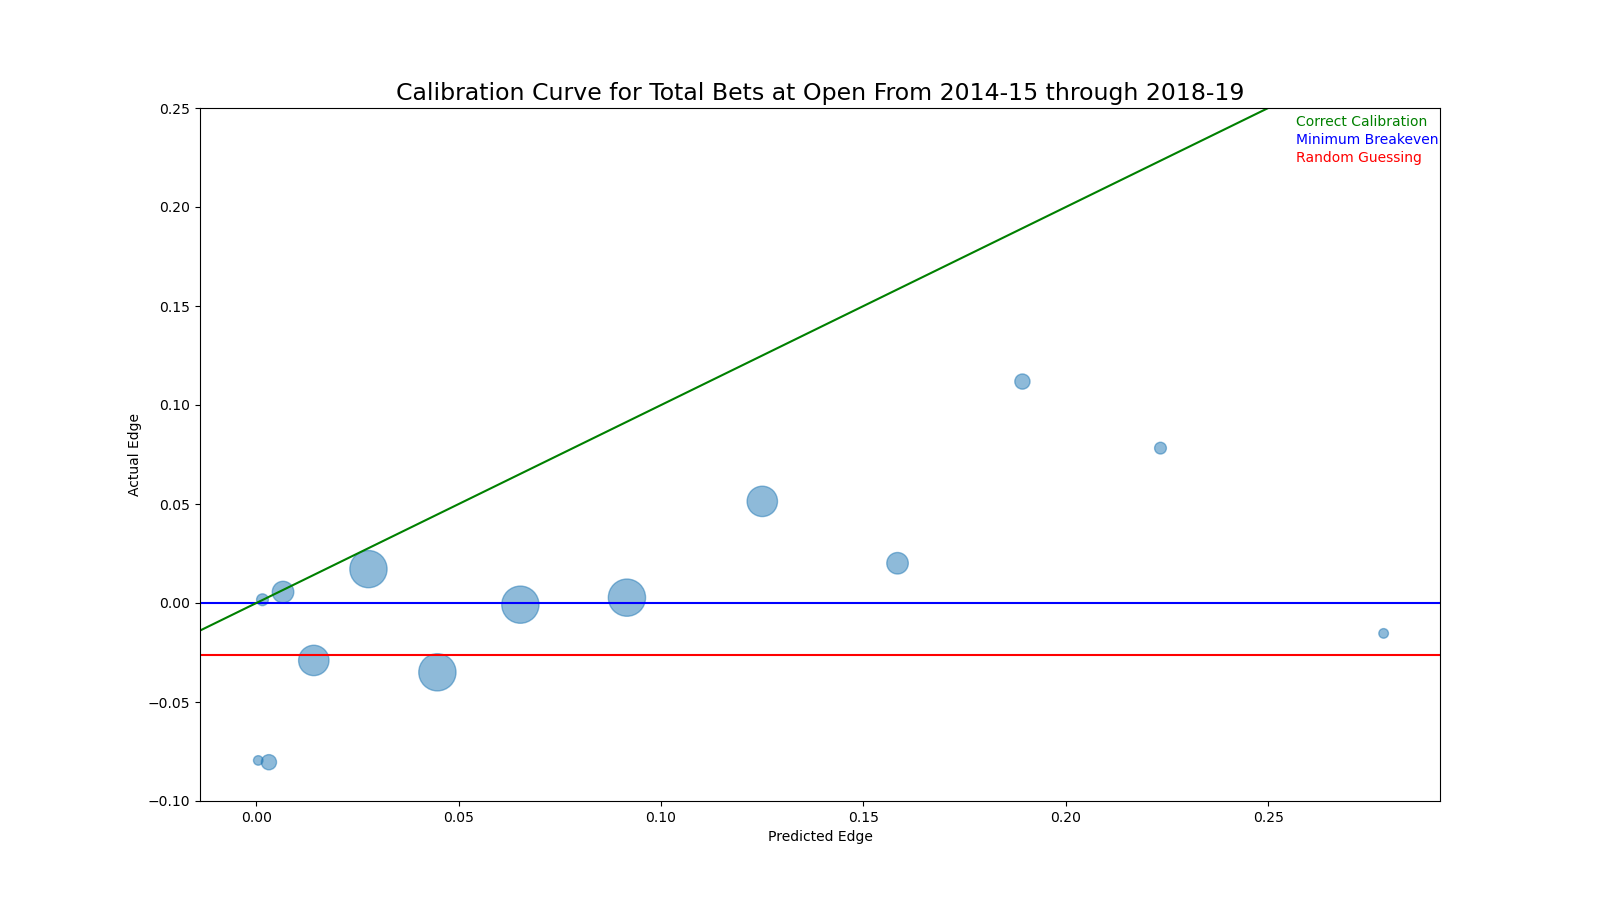 Calibration Curve for Total Bets at Open From 2014-15 through 2018-19
0.25
Correct Calibration
Minimum Breakeven
Random Guessing
0.20
0.15
0.10
Actual Edge
0.05
0.00
−0.05
−0.10
0.00 0.05 0.10 0.15 0.20 0.25
Predicted Edge